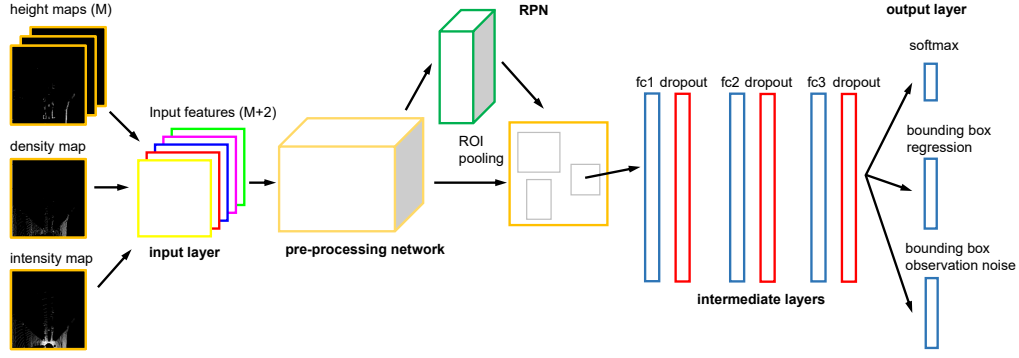 height maps (M)
RPN
output layer
softmax
fc1 dropout
fc2 dropout
fc3 dropout
Input features (M+2)
density map
ROI
pooling
bounding box
regression
input layer
pre-processing network
intensity map
bounding box
observation noise
intermediate layers